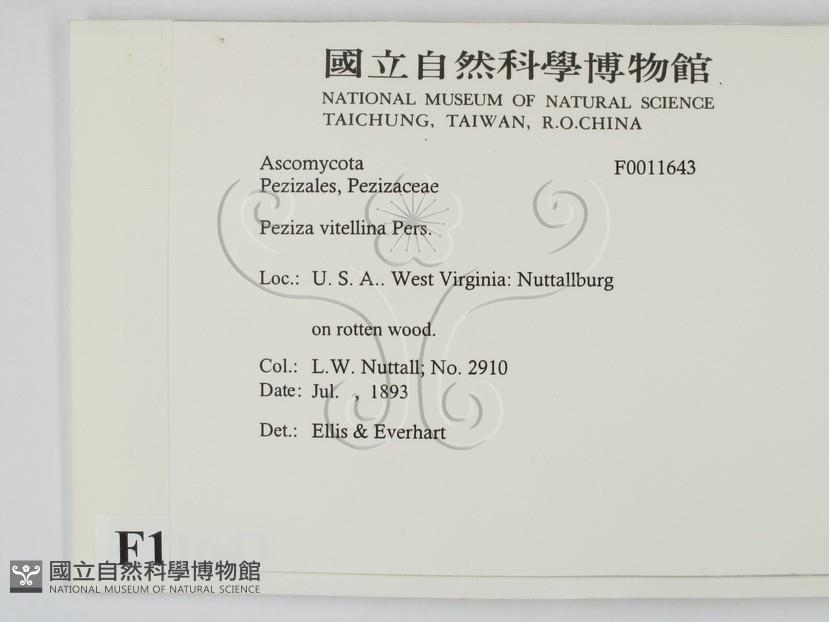 國立自然科學博物館
NATIONAL MUSEUM OF NATURAL SCIENCE
TAICHUNG, TAIWAN, R.O.CHINA
Ascomycota F0011643
Pezizales, Pezizaceae
Peziza vitellina Pers.
Loc.: U. S. A.. West Virginia: Nuttallburg
on rotten wood.
Col.: L.W. Nuttall; No. 2910
Date: Jul. , 1893
Det.: Ellis & Everhart
F1
國立自然科學博物館
NATIONAL MUSEUM OF NATURAL SCIENCE